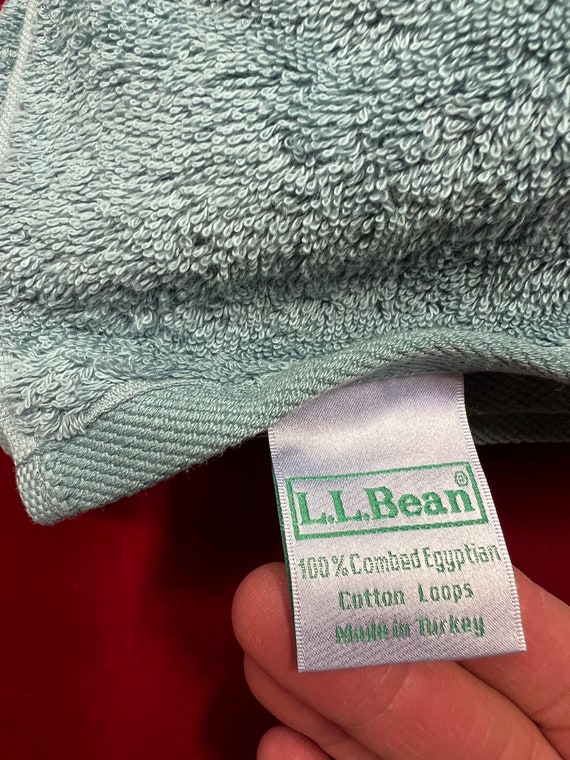 L.L.Bean®
100% Combed Egyptian
Cotton Loops
Made in Turkey